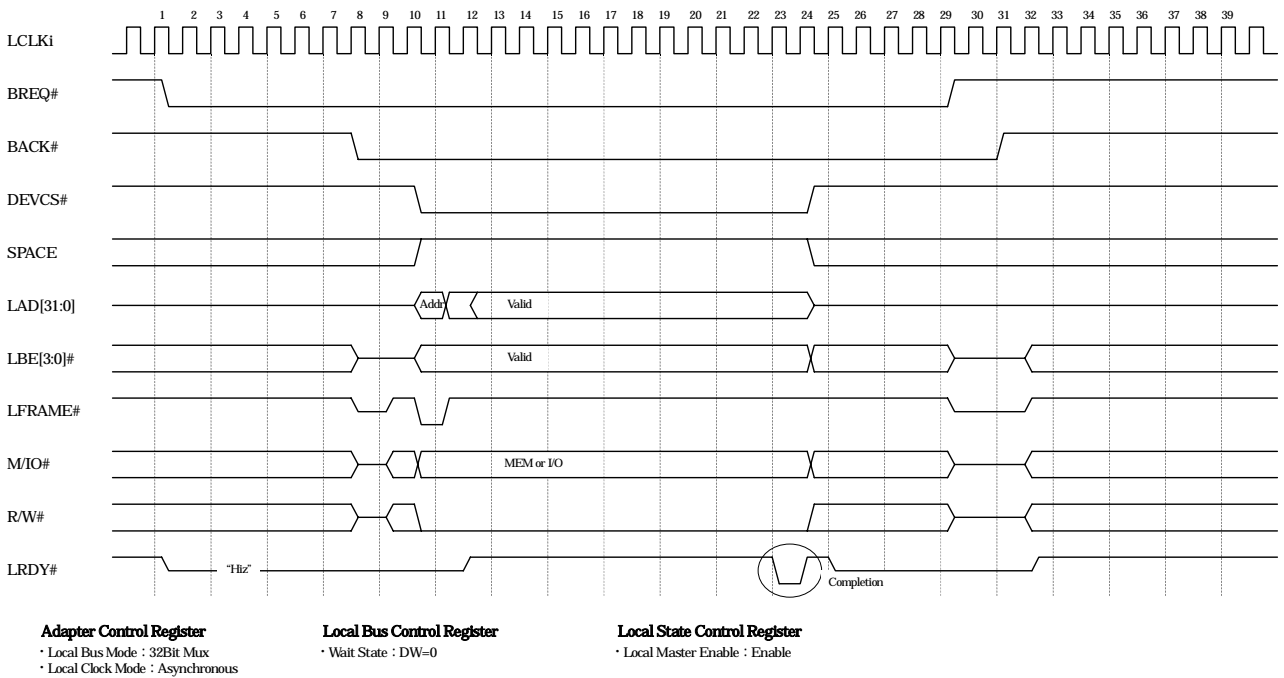 1 2 3 4 5 6 7 8 9 10 11 12 13 14 15 16 17 18 19 20 21 22 23 24 25 26 27 28 29 30 31 32 33 34 35 36 37 38 39
LCLKi
BREQ#
BACK#
DEVCS#
SPACE
LAD[31:0] Addr Valid
LBE[3:0]# Valid
LFRAME#
M/IO# MEM or I/O
R/W#
LRDY# "Hiz" Completion
Adapter Control Register
・Local Bus Mode : 32Bit Mux
・Local Clock Mode : Asynchronous
Local Bus Control Register
・Wait State : DW=0
Local State Control Register
・Local Master Enable : Enable